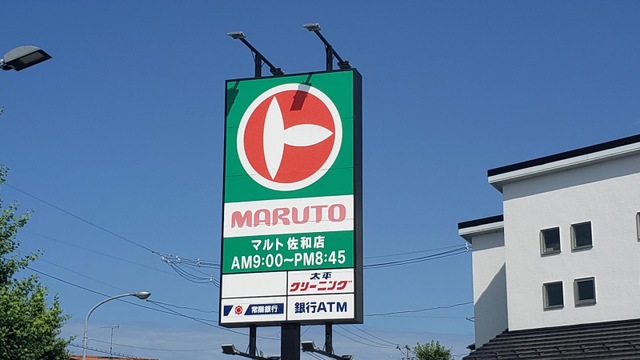 MARUTO
マルト佐和店
AM9:00~PM8:45
太平
クリーニング
常陽銀行
銀行ATM